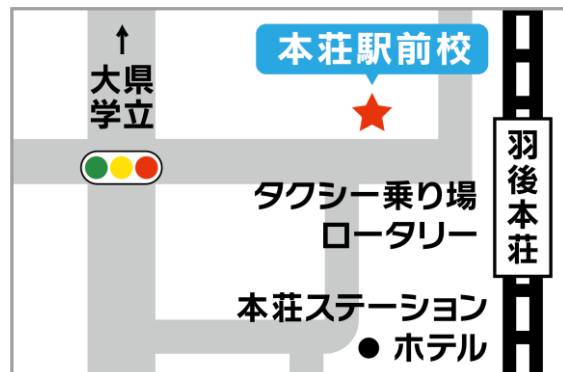 本荘駅前校
↑
県立
大学
羽後本荘
タクシー乗り場
ロータリー
本荘ステーション
● ホテル